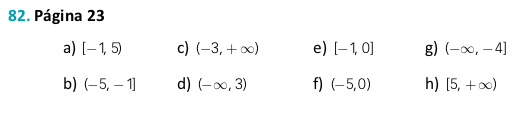 82. Página 23
a) [−1, 5) c) (−3, +∞) e) [−1, 0] g) (−∞, −4]
b) (−5, −1] d) (−∞, 3) f) (−5,0) h) [5, +∞)